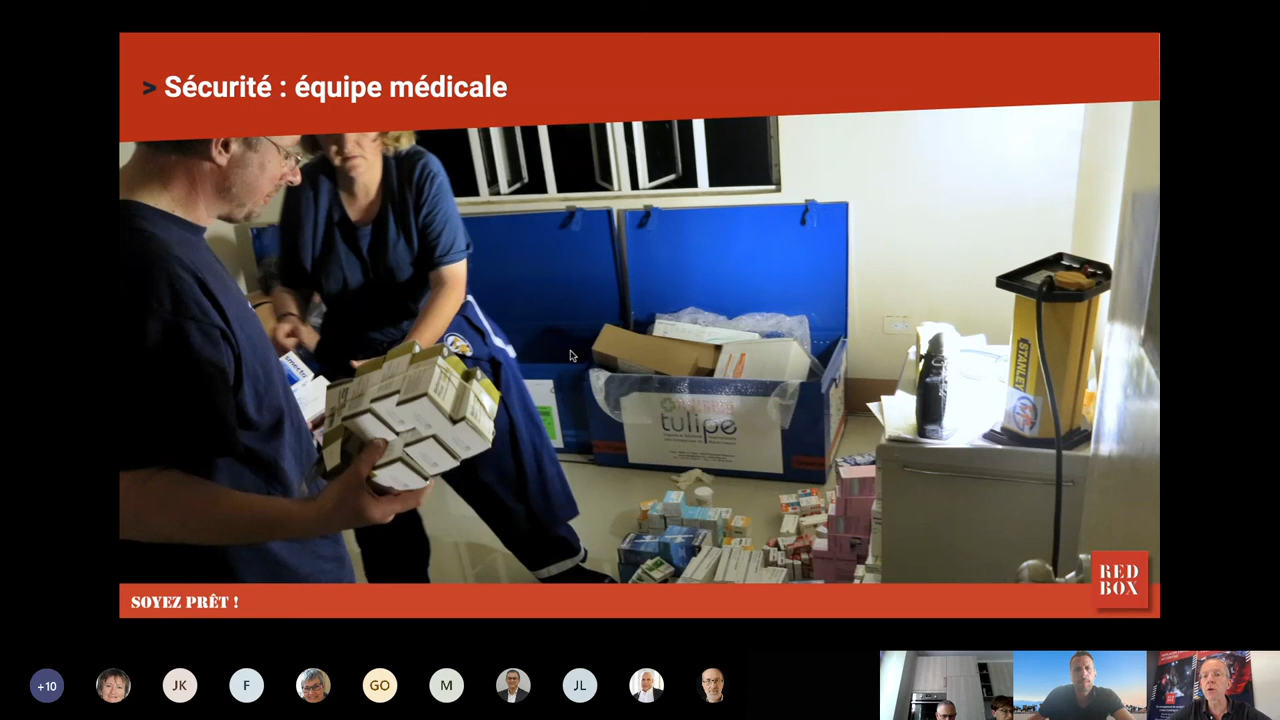 > Sécurité : équipe médicale
STANLEY
tulipe
SOYEZ PRÊT !
RED
BOX
+10
JK
F
GO
M
JL